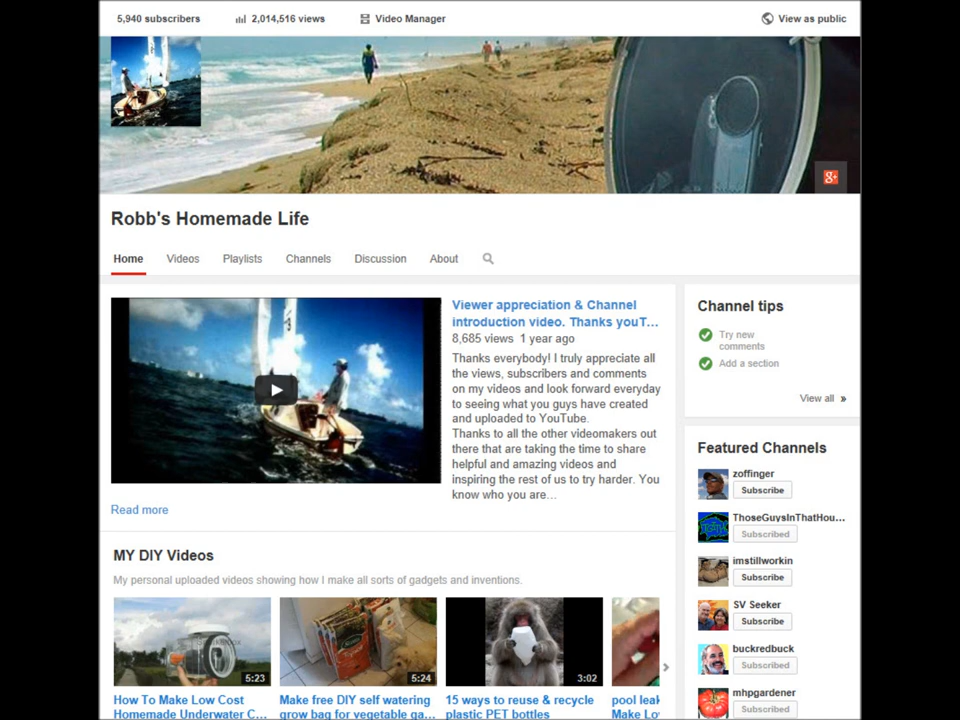 5,940 subscribers 2,014,516 views Video Manager View as public
g+
Robb's Homemade Life
Home Videos Playlists Channels Discussion About
Viewer appreciation & Channel
introduction video. Thanks youT...
8,685 views 1 year ago
Thanks everybody! I truly appreciate all
the views, subscribers and comments
on my videos and look forward everyday
to seeing what you guys have created
and uploaded to YouTube.
Thanks to all the other videomakers out
there that are taking the time to share
helpful and amazing videos and
inspiring the rest of us to try harder. You
know who you are...
Read more
MY DIY Videos
My personal uploaded videos showing how I make all sorts of gadgets and inventions.
5:23 5:24 3:02
How To Make Low Cost
Homemade Underwater C...
Make free DIY self watering
grow bag for vegetable ga...
15 ways to reuse & recycle
plastic PET bottles
pool leak
Make Lo
Channel tips
Try new
comments
Add a section
View all »
Featured Channels
zoffinger
Subscribe
ThoseGuysInThatHou...
Subscribed
imstillworkin
Subscribe
SV Seeker
Subscribe
buckredbuck
Subscribed
mhpgardener
Subscribed